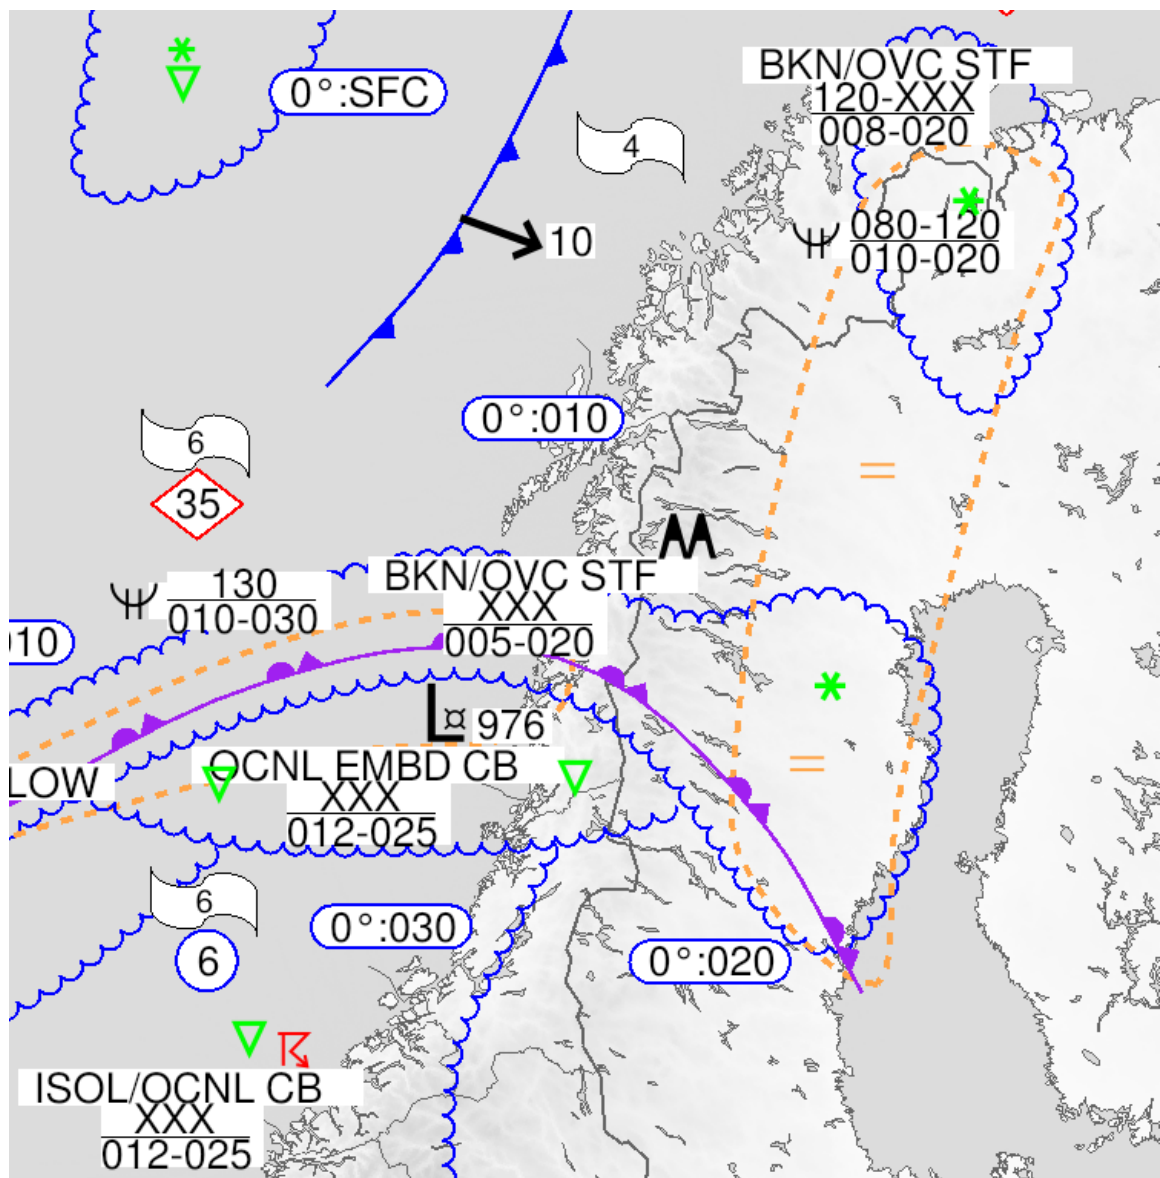 0°:SFC
BKN/OVC STF
120-XXX
008-020
4
10
080-120
010-020
0°:010
6
35
130
010-030
BKN/OVC STF
XXX
005-020
10
L
976
LOW
OCNL EMBD CB
XXX
012-025
6
0°:030
6
0°:020
ISOL/OCNL CB
XXX
012-025